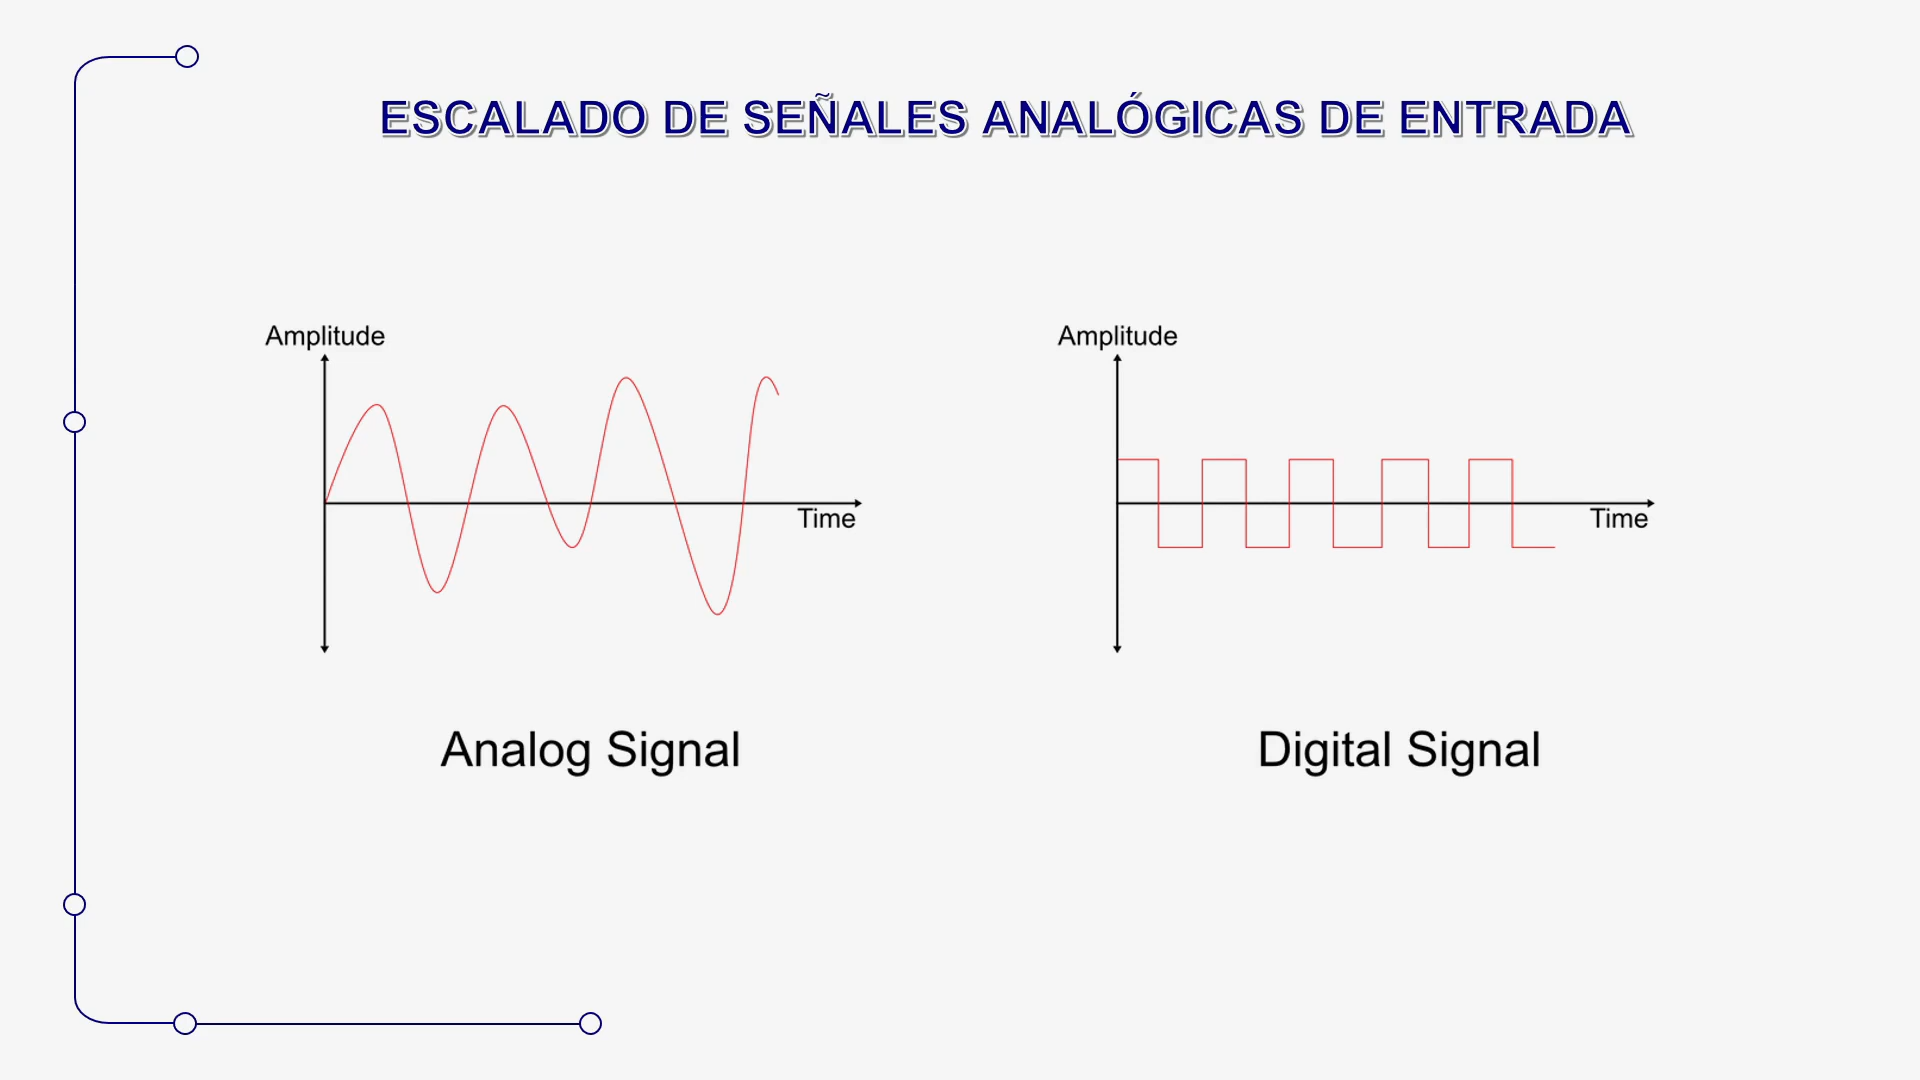 ESCALADO DE SEÑALES ANALÓGICAS DE ENTRADA
Amplitude
Time
Analog Signal
Amplitude
Time
Digital Signal